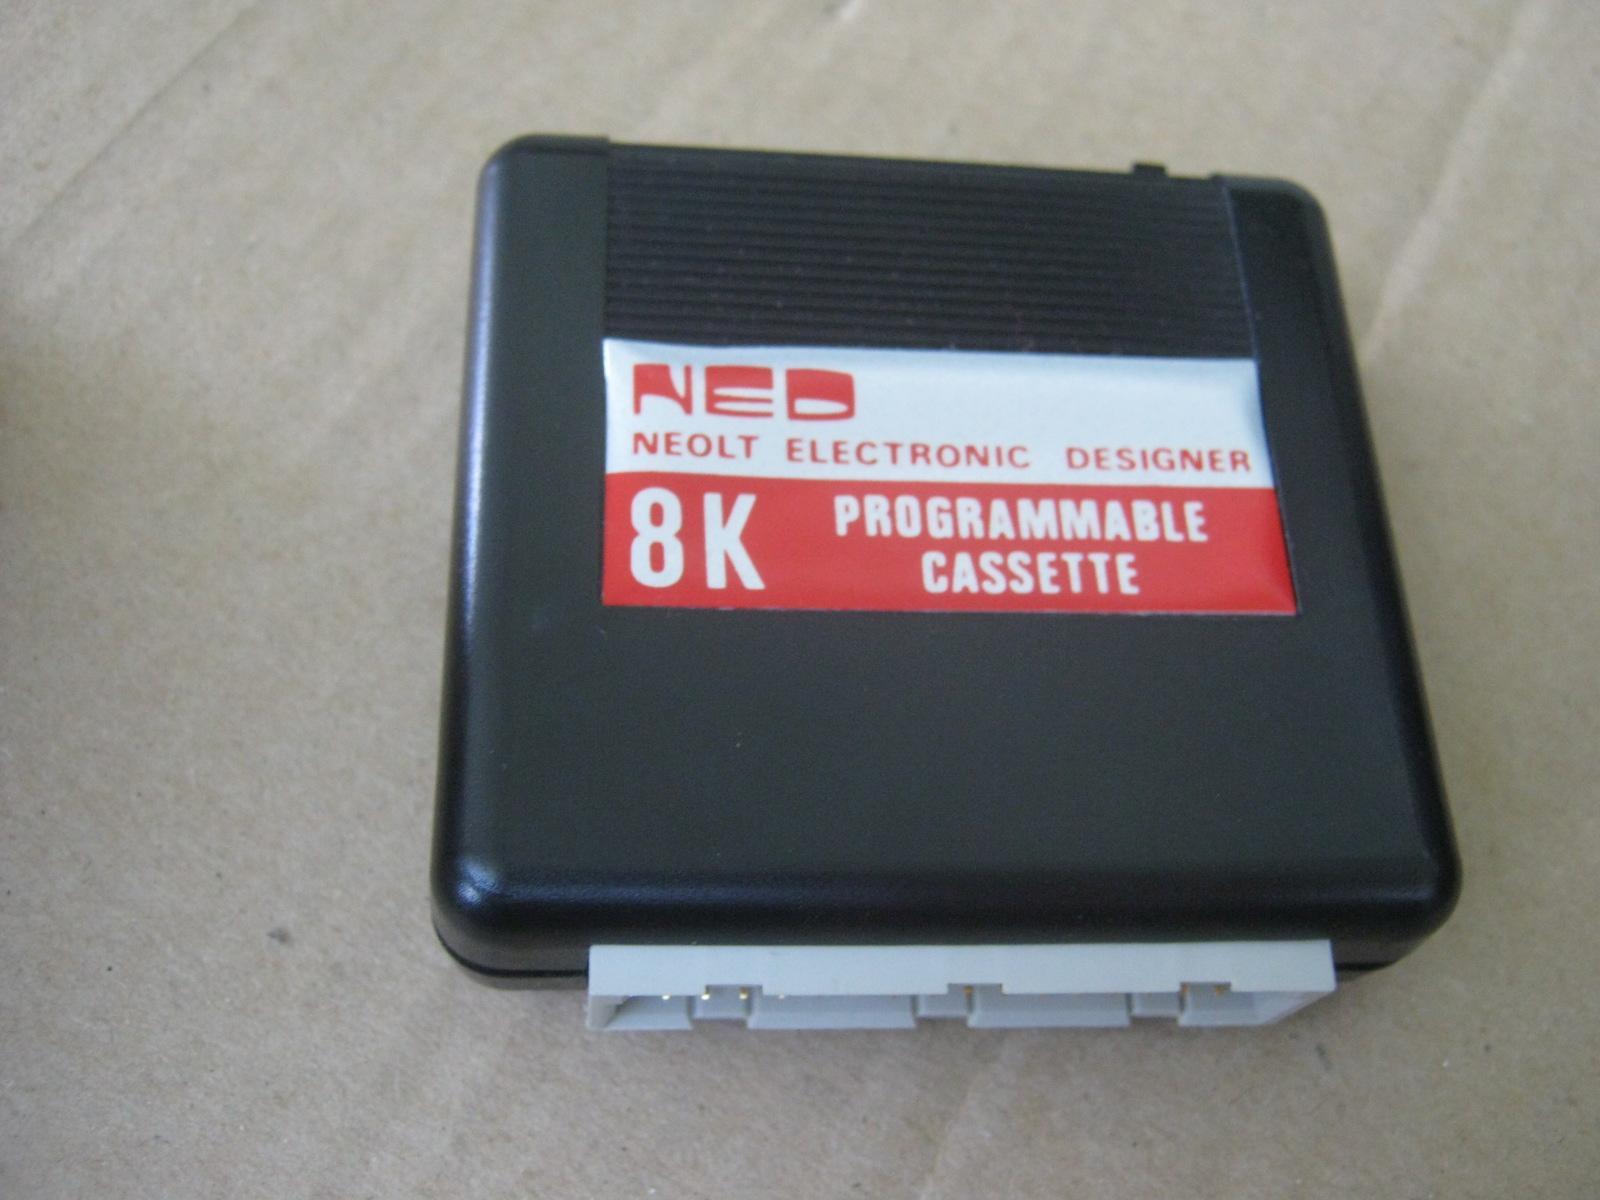 NED
NEOLT ELECTRONIC DESIGNER
8K PROGRAMMABLE
CASSETTE